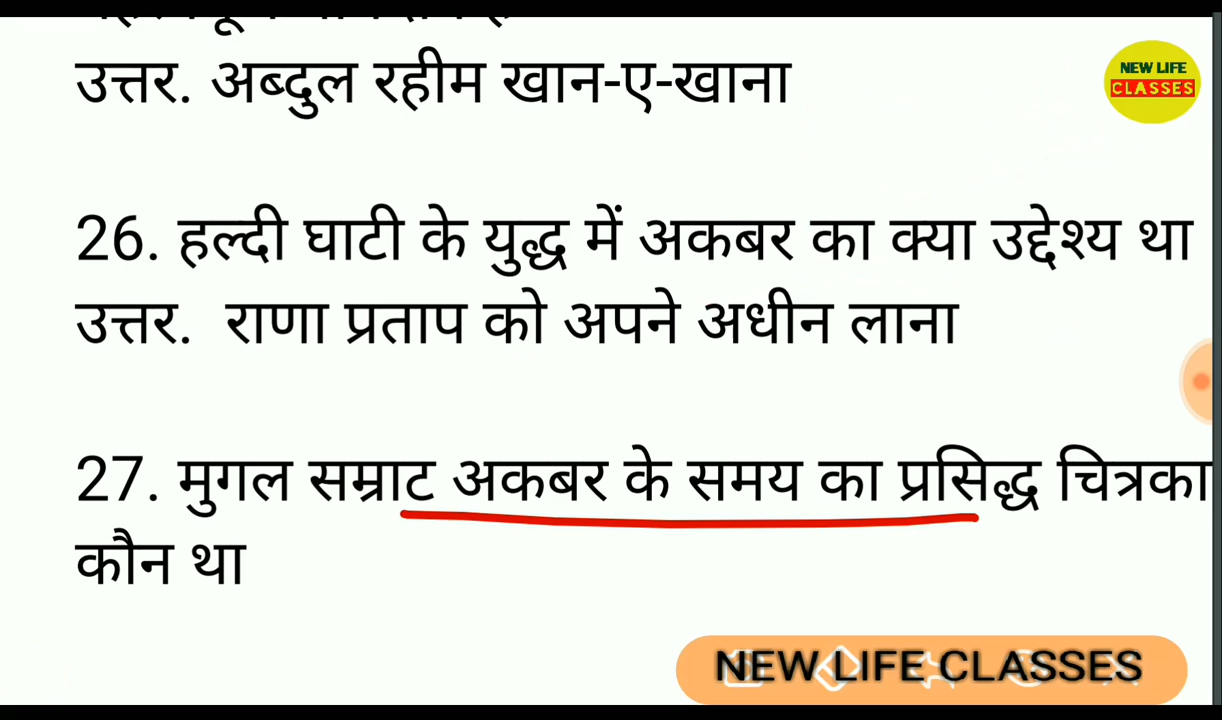 उत्तर. अब्दुल रहीम खान-ए-खाना
NEW LIFE
CLASSES
26. हल्दी घाटी के युद्ध में अकबर का क्या उद्देश्य था
उत्तर. राणा प्रताप को अपने अधीन लाना
27. मुगल सम्राट अकबर के समय का प्रसिद्ध चित्रका
कौन था
NEW LIFE CLASSES